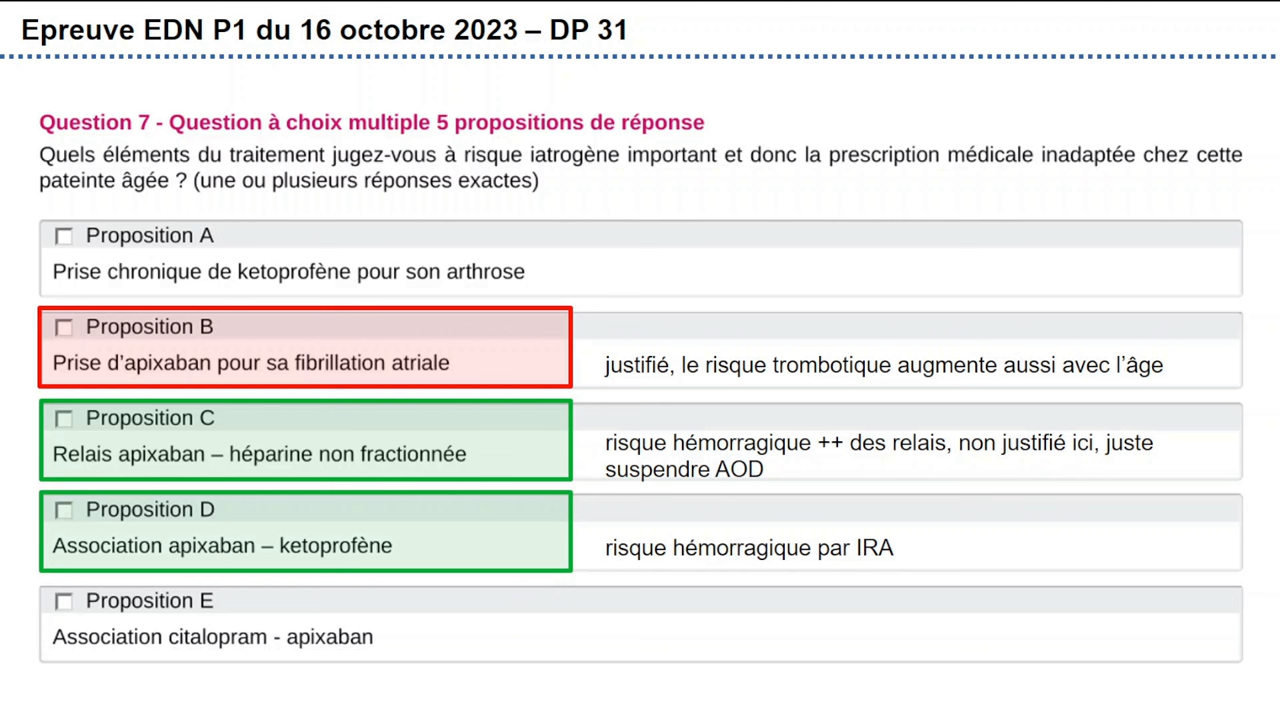 Epreuve EDN P1 du 16 octobre 2023 – DP 31
Question 7 - Question à choix multiple 5 propositions de réponse
Quels éléments du traitement jugez-vous à risque iatrogène important et donc la prescription médicale inadaptée chez cette
pateinte âgée ? (une ou plusieurs réponses exactes)
Proposition A
Prise chronique de ketoprofène pour son arthrose
Proposition B
Prise d’apixaban pour sa fibrillation atriale
justifié, le risque trombotique augmente aussi avec l’âge
Proposition C
Relais apixaban – héparine non fractionnée
risque hémorragique ++ des relais, non justifié ici, juste
suspendre AOD
Proposition D
Association apixaban – ketoprofène
risque hémorragique par IRA
Proposition E
Association citalopram - apixaban